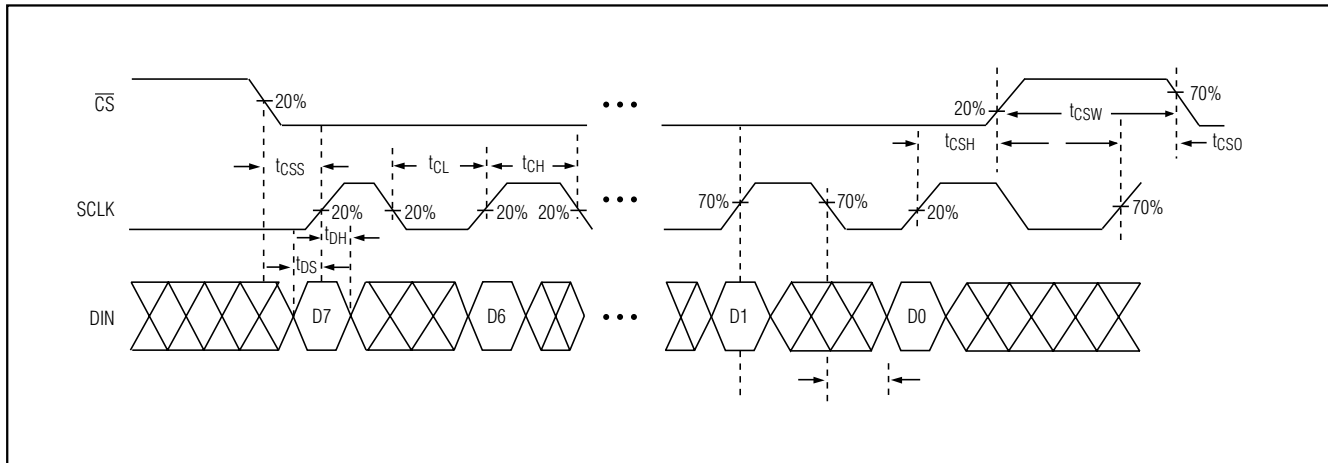 CS
20%
•••
20%
tCSW
70%
tCSS
tCL
tCH
tCSH
tCSO
SCLK
20%
20%
20%
20%
•••
70%
70%
20%
70%
tDH
tDS
DIN
D7
D6
•••
D1
D0